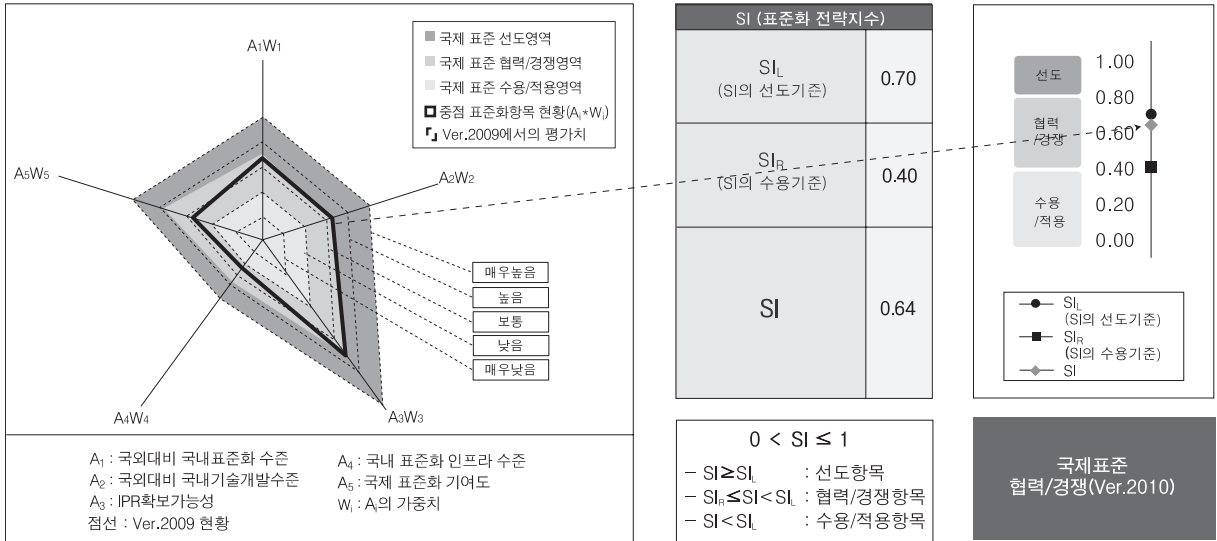 A₁W₁
A₂W₂
A₃W₃
A₄W₄
A₅W₅
국제 표준 선도영역
국제 표준 협력/경쟁영역
국제 표준 수용/적용영역
중점 표준화항목 현황(Aᵢ*Wᵢ)
Ver.2009에서의 평가치
매우높음
높음
보통
낮음
매우낮음
A₁ : 국외대비 국내표준화 수준
A₂ : 국외대비 국내기술개발수준
A₃ : IPR확보가능성
점선 : Ver.2009 현황
A₄ : 국내 표준화 인프라 수준
A₅ : 국제 표준화 기여도
Wᵢ : Aᵢ의 가중치
SI (표준화 전략지수)
SI_L
(SI의 선도기준)
0.70
SI_R
(SI의 수용기준)
0.40
SI
0.64
0 < SI ≤ 1
– SI≥SI_L : 선도항목
– SI_R≤SI<SI_L : 협력/경쟁항목
– SI<SI_L : 수용/적용항목
선도
협력
/경쟁
수용
/적용
1.00
0.80
0.60
0.40
0.20
0.00
SI_L
(SI의 선도기준)
SI_R
(SI의 수용기준)
SI
국제표준
협력/경쟁(Ver.2010)